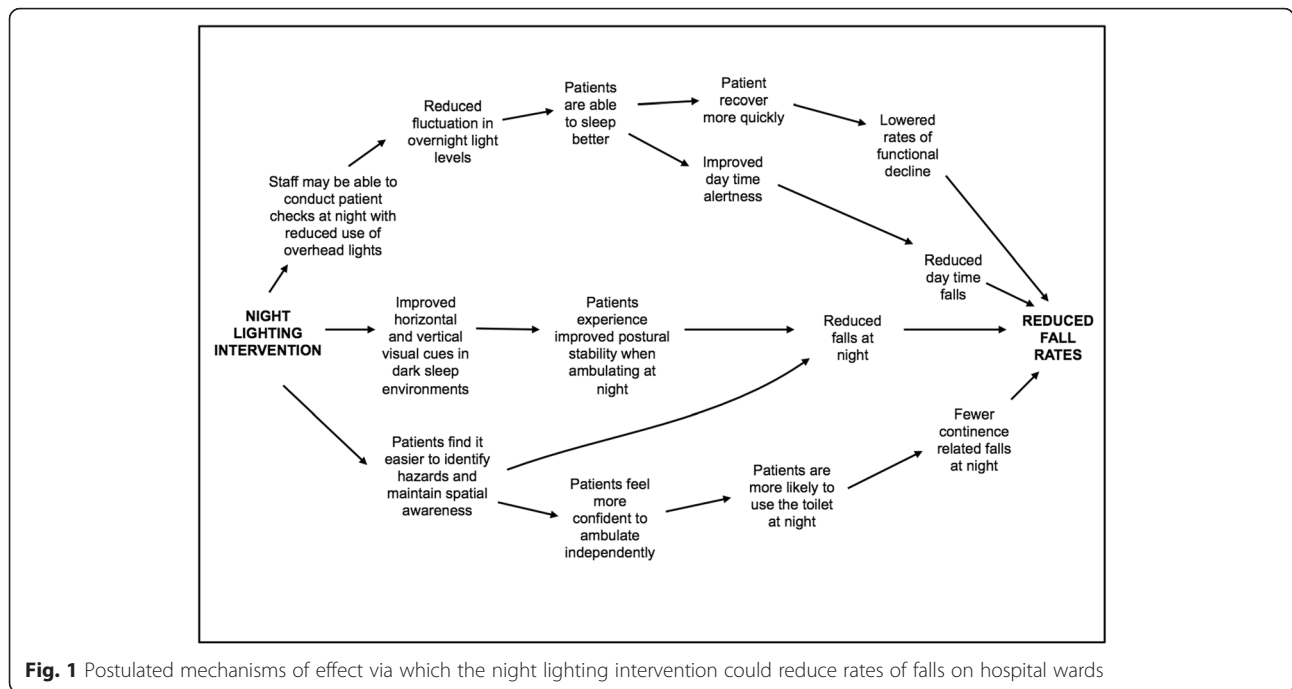 Patients
are able
to sleep
better
Patient
recover
more quickly
Reduced
fluctuation in
overnight light
levels
Lowered
rates of
functional
decline
Improved
day time
alertness
Staff may be able to
conduct patient
checks at night with
reduced use of
overhead lights
Reduced
day time
falls
NIGHT
LIGHTING
INTERVENTION
Improved
horizontal
and vertical
visual cues in
dark sleep
environments
Patients
experience
improved postural
stability when
ambulating at
night
Reduced
falls at
night
REDUCED
FALL
RATES
Patients find it
easier to identify
hazards and
maintain spatial
awareness
Patients feel
more
confident to
ambulate
independently
Patients are
more likely to
use the toilet
at night
Fewer
continence
related falls
at night
Fig. 1 Postulated mechanisms of effect via which the night lighting intervention could reduce rates of falls on hospital wards